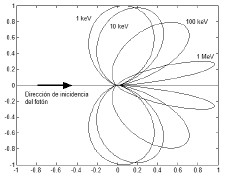 1
0.8
0.6
0.4
0.2
0
-0.2
-0.4
-0.6
-0.8
-1
1 keV
10 keV
100 keV
1 MeV
Dirección de inicidencia
del fotón
-1 -0.8 -0.6 -0.4 -0.2 0 0.2 0.4 0.6 0.8 1